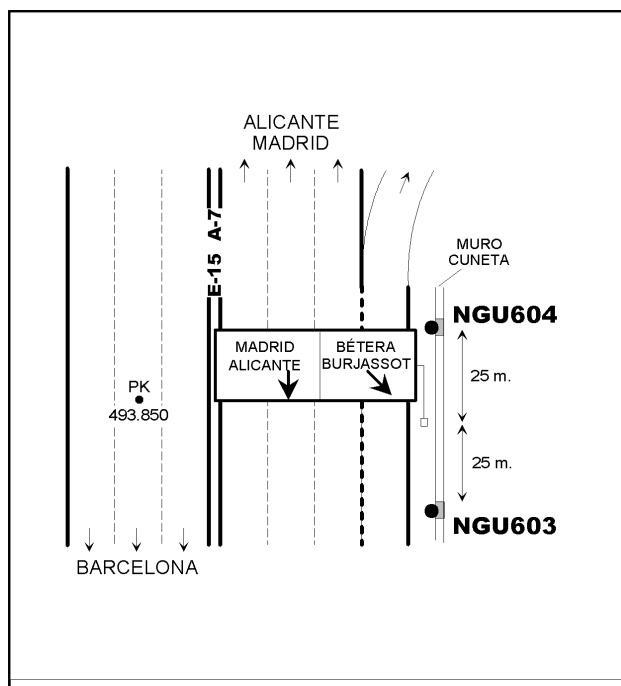 ALICANTE
MADRID
E-15 A-7
MURO
CUNETA
NGU604
MADRID
ALICANTE
BÉTERA
BURJASSOT
25 m.
PK
493.850
25 m.
NGU603
BARCELONA